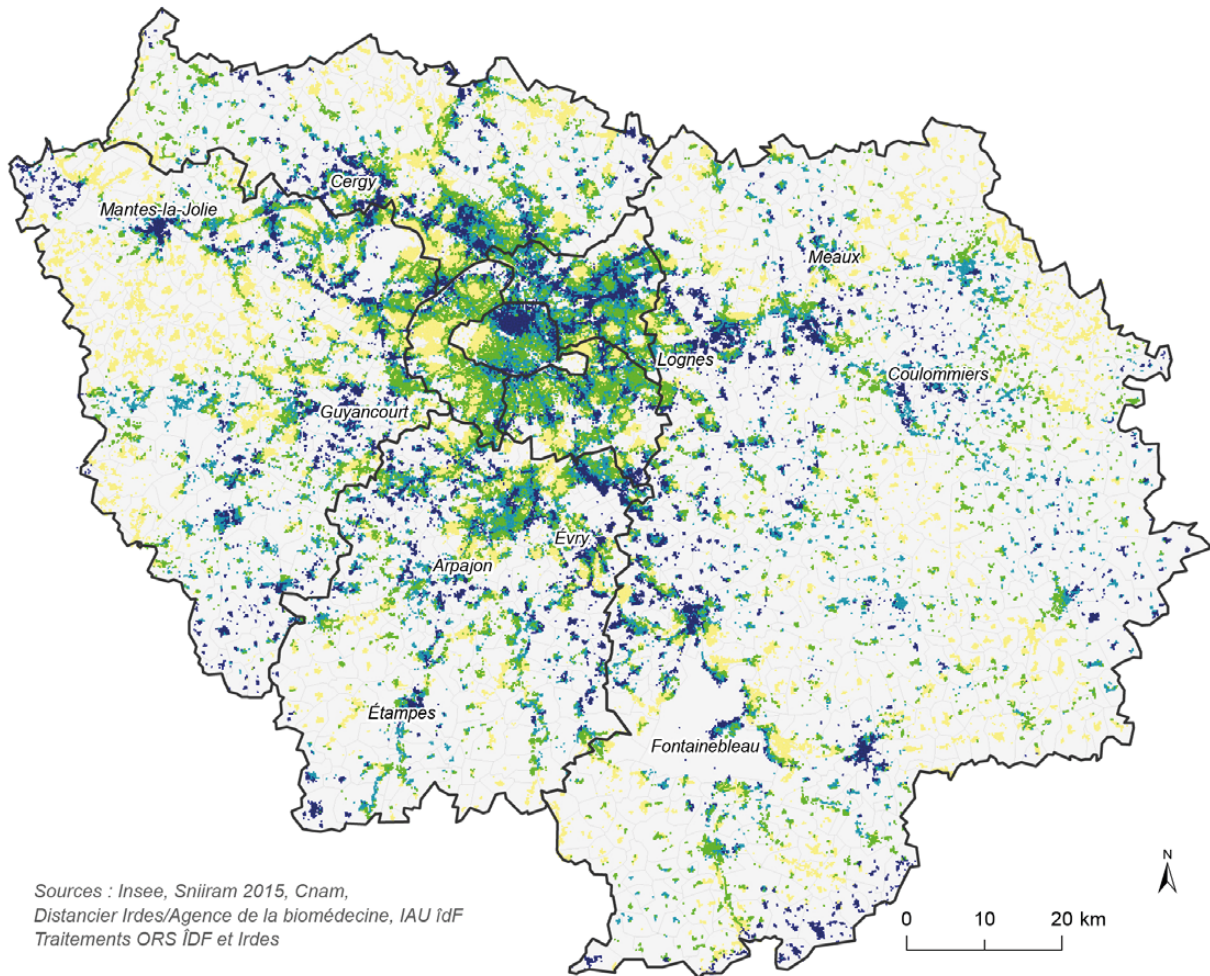 Cergy
Mantes-la-Jolie
Meaux
Lognes
Coulommiers
Guyancourt
Évry
Arpajon
Étampes
Fontainebleau
N
Sources : Insee, Sniiram 2015, Cnam,
Distancier Irdes/Agence de la biomédecine, IAU îdF
Traitements ORS ÎDF et Irdes
0 10 20 km